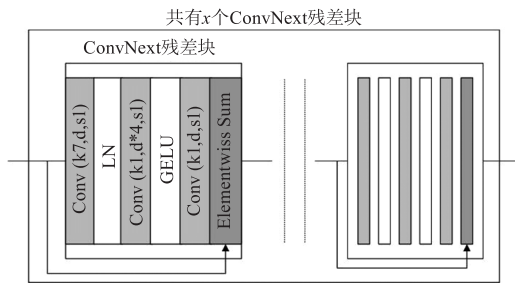 共有x个ConvNext残差块
ConvNext残差块
Conv (k7,d,s1)
LN
Conv (k1,d*4,s1)
GELU
Conv (k1,d,s1)
Elementwiss Sum